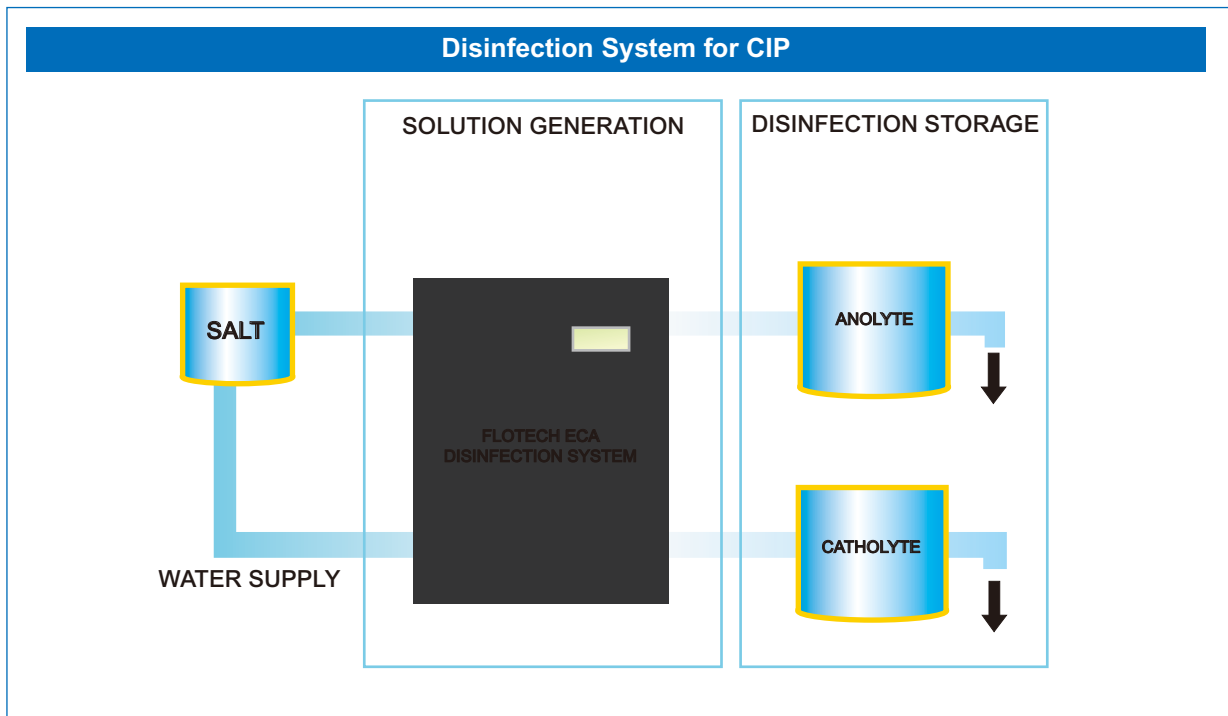 Disinfection System for CIP
SOLUTION GENERATION
DISINFECTION STORAGE
SALT
ANOLYTE
FLOTECH ECA
DISINFECTION SYSTEM
CATHOLYTE
WATER SUPPLY